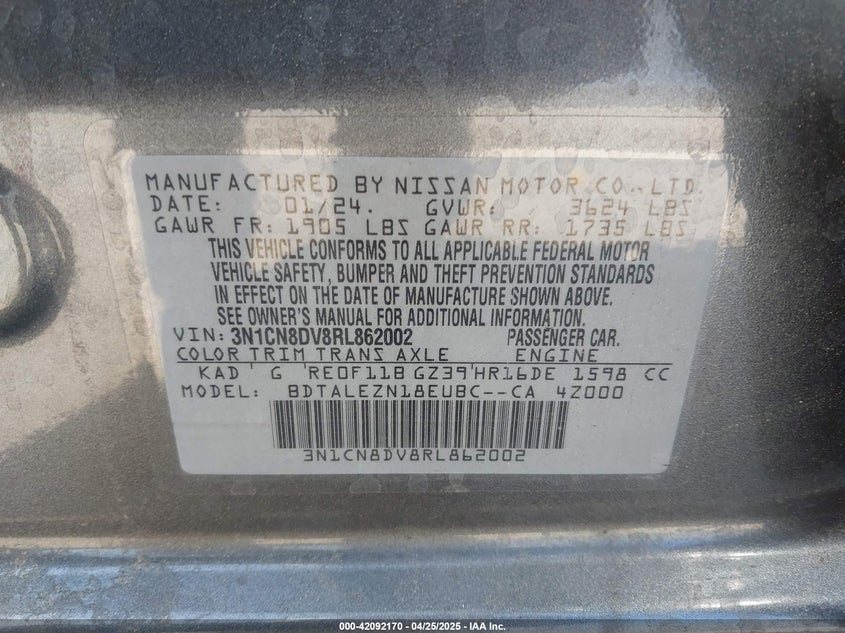 MANUFACTURED BY NISSAN MOTOR CO., LTD.
DATE: 01/24. GVWR: 3624 LBS
GAWR FR: 1905 LBS GAWR RR: 1735 LBS
THIS VEHICLE CONFORMS TO ALL APPLICABLE FEDERAL MOTOR
VEHICLE SAFETY, BUMPER AND THEFT PREVENTION STANDARDS
IN EFFECT ON THE DATE OF MANUFACTURE SHOWN ABOVE.
SEE OWNER'S MANUAL FOR ADDITIONAL INFORMATION.
VIN: 3N1CN8DV8RL862002 PASSENGER CAR.
COLOR TRIM TRANS AXLE ENGINE
KAD G RE0F11B GZ39 HR16DE 1598 CC
MODEL: BDTALEZN18EUBC--CA 4Z000
3N1CN8DV8RL862002
000-42092170 - 04/25/2025 - IAA Inc.